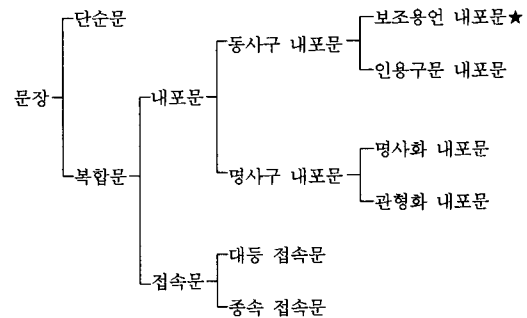 단순문
보조용언 내포문★
동사구 내포문
인용구문 내포문
문장
내포문
명사화 내포문
복합문
명사구 내포문
관형화 내포문
대등 접속문
접속문
종속 접속문